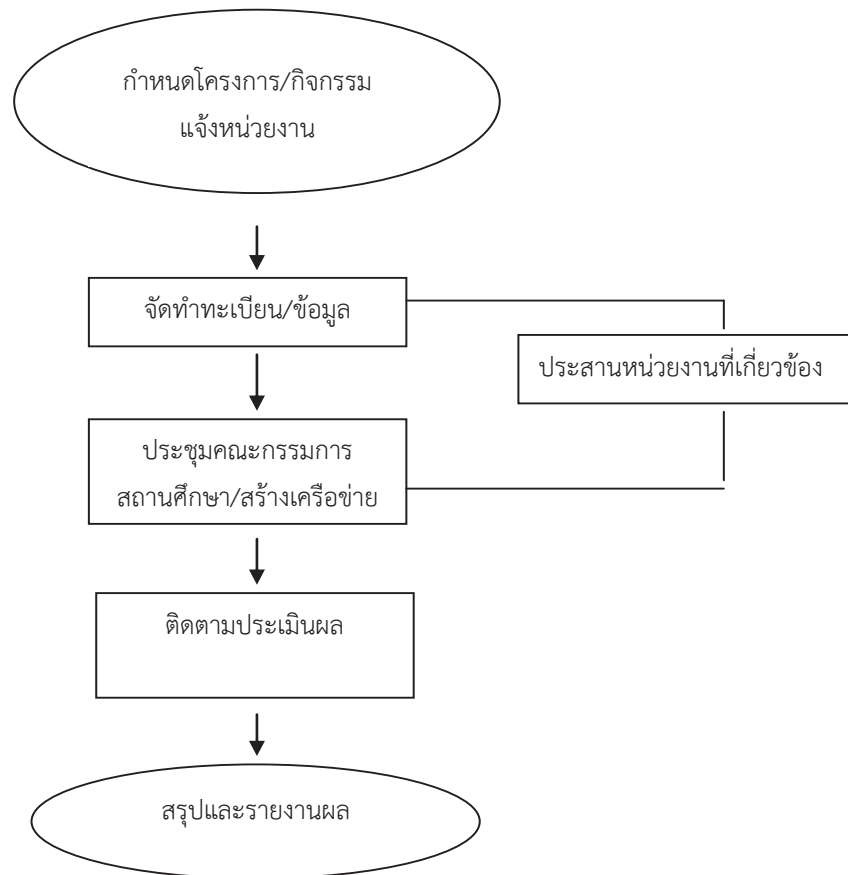 กำหนดโครงการ/กิจกรรม
แจ้งหน่วยงาน
จัดทำทะเบียน/ข้อมูล
ประสานหน่วยงานที่เกี่ยวข้อง
ประชุมคณะกรรมการ
สถานศึกษา/สร้างเครือข่าย
ติดตามประเมินผล
สรุปและรายงานผล